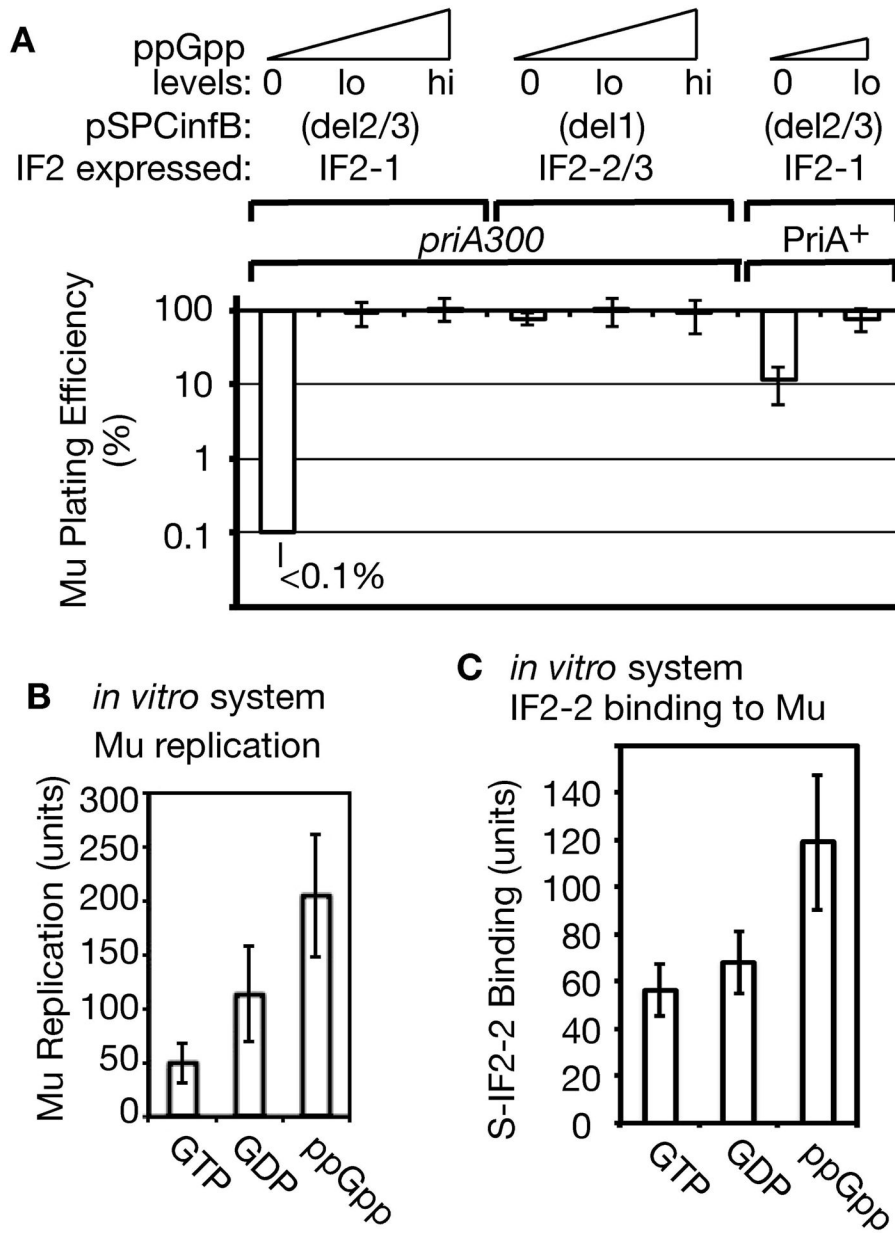 A
ppGpp
levels: 0 lo hi 0 lo hi 0 lo
pSPCinfB: (del2/3) (del1) (del2/3)
IF2 expressed: IF2-1 IF2-2/3 IF2-1
priA300 PriA+
Mu Plating Efficiency
(%)
100
10
1
0.1
<0.1%
B in vitro system
Mu replication
Mu Replication (units)
300
250
200
150
100
50
0
GTP GDP ppGpp
C in vitro system
IF2-2 binding to Mu
S-IF2-2 Binding (units)
140
120
100
80
60
40
20
0
GTP GDP ppGpp